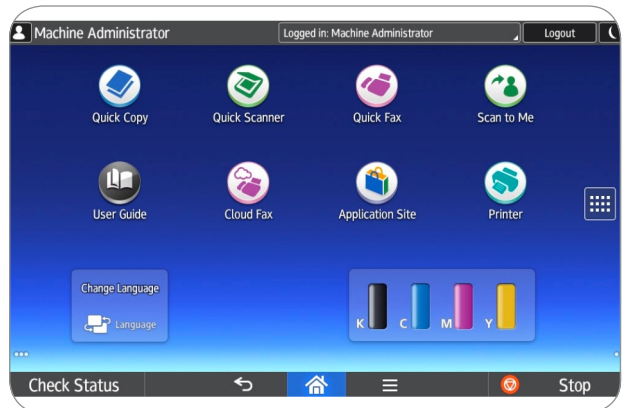 Machine Administrator
Logged in: Machine Administrator
Logout
Quick Copy
Quick Scanner
Quick Fax
Scan to Me
User Guide
Cloud Fax
Application Site
Printer
Change Language
Language
K
C
M
Y
Check Status
Stop